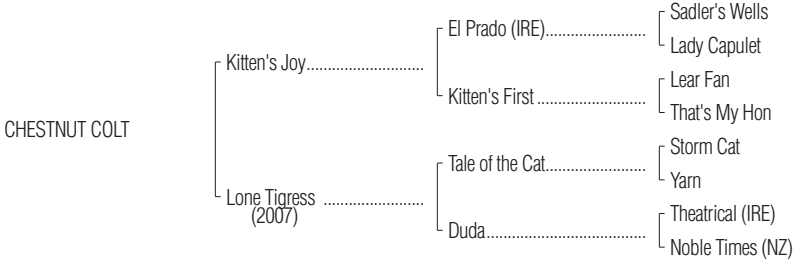 Sadler's Wells
El Prado (IRE)........................
Lady Capulet
Kitten's Joy............................
Lear Fan
Kitten's First ..........................
That's My Hon
CHESTNUT COLT
Storm Cat
Tale of the Cat........................
Yarn
Lone Tigress ........................
(2007)
Theatrical (IRE)
Duda......................................
Noble Times (NZ)